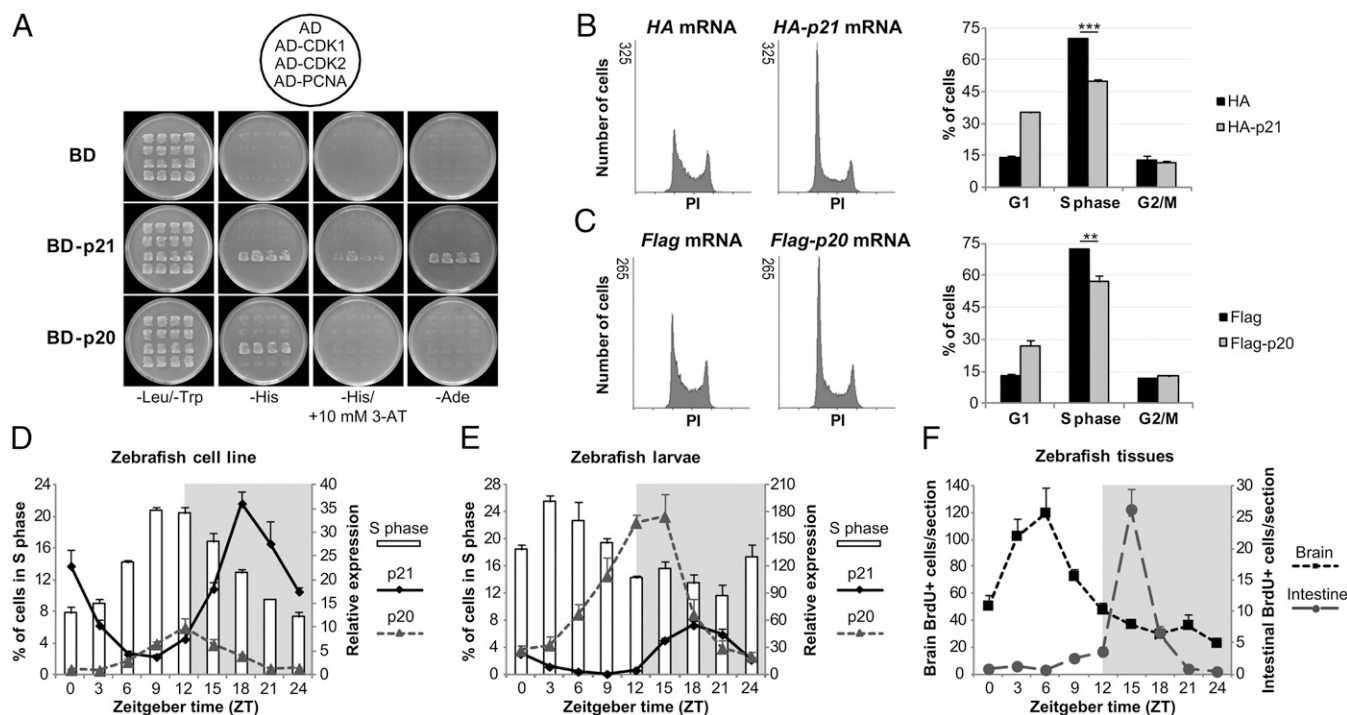 A
AD
AD-CDK1
AD-CDK2
AD-PCNA
BD
BD-p21
BD-p20
-Leu/-Trp
-His
-His/
+10 mM 3-AT
-Ade
B
HA mRNA
HA-p21 mRNA
Number of cells
325
325
PI
PI
% of cells
75
60
45
30
15
0
***
G1
S phase
G2/M
HA
HA-p21
C
Flag mRNA
Flag-p20 mRNA
Number of cells
265
265
PI
PI
% of cells
75
60
45
30
15
0
**
G1
S phase
G2/M
Flag
Flag-p20
D
Zebrafish cell line
% of cells in S phase
24
20
16
12
8
4
0
40
35
30
25
20
15
10
5
0
Relative expression
0 3 6 9 12 15 18 21 24
Zeitgeber time (ZT)
S phase
p21
p20
E
Zebrafish larvae
% of cells in S phase
28
24
20
16
12
8
4
0
210
180
150
120
90
60
30
0
Relative expression
0 3 6 9 12 15 18 21 24
Zeitgeber time (ZT)
S phase
p21
p20
F
Zebrafish tissues
Brain BrdU+ cells/section
140
120
100
80
60
40
20
0
30
25
20
15
10
5
0
Intestinal BrdU+ cells/section
0 3 6 9 12 15 18 21 24
Zeitgeber time (ZT)
Brain
Intestine